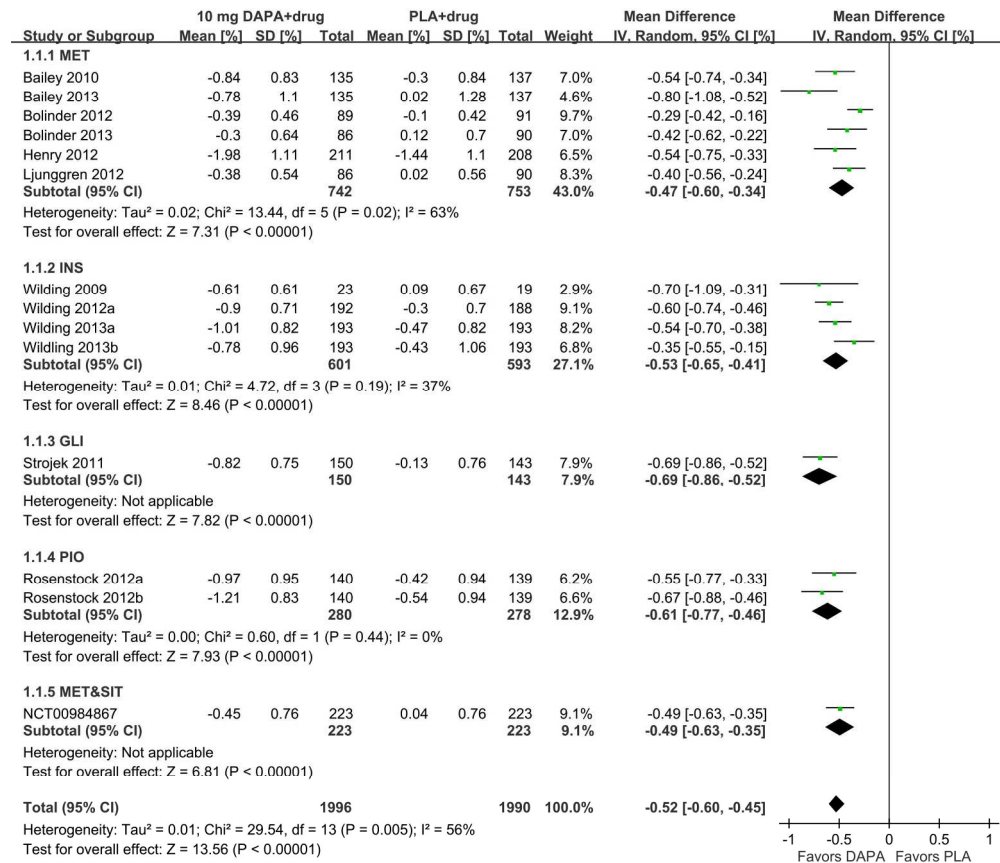 10 mg DAPA+drug PLA+drug Mean Difference Mean Difference
Study or Subgroup Mean [%] SD [%] Total Mean [%] SD [%] Total Weight IV, Random, 95% CI [%] IV, Random, 95% CI [%]
1.1.1 MET
Bailey 2010 -0.84 0.83 135 -0.3 0.84 137 7.0% -0.54 [-0.74, -0.34]
Bailey 2013 -0.78 1.1 135 0.02 1.28 137 4.6% -0.80 [-1.08, -0.52]
Bolinder 2012 -0.39 0.46 89 -0.1 0.42 91 9.7% -0.29 [-0.42, -0.16]
Bolinder 2013 -0.3 0.64 86 0.12 0.7 90 7.0% -0.42 [-0.62, -0.22]
Henry 2012 -1.98 1.11 211 -1.44 1.1 208 6.5% -0.54 [-0.75, -0.33]
Ljunggren 2012 -0.38 0.54 86 0.02 0.56 90 8.3% -0.40 [-0.56, -0.24]
Subtotal (95% CI) 742 753 43.0% -0.47 [-0.60, -0.34]
Heterogeneity: Tau² = 0.02; Chi² = 13.44, df = 5 (P = 0.02); I² = 63%
Test for overall effect: Z = 7.31 (P < 0.00001)
1.1.2 INS
Wilding 2009 -0.61 0.61 23 0.09 0.67 19 2.9% -0.70 [-1.09, -0.31]
Wilding 2012a -0.9 0.71 192 -0.3 0.7 188 9.1% -0.60 [-0.74, -0.46]
Wilding 2013a -1.01 0.82 193 -0.47 0.82 193 8.2% -0.54 [-0.70, -0.38]
Wildling 2013b -0.78 0.96 193 -0.43 1.06 193 6.8% -0.35 [-0.55, -0.15]
Subtotal (95% CI) 601 593 27.1% -0.53 [-0.65, -0.41]
Heterogeneity: Tau² = 0.01; Chi² = 4.72, df = 3 (P = 0.19); I² = 37%
Test for overall effect: Z = 8.46 (P < 0.00001)
1.1.3 GLI
Strojek 2011 -0.82 0.75 150 -0.13 0.76 143 7.9% -0.69 [-0.86, -0.52]
Subtotal (95% CI) 150 143 7.9% -0.69 [-0.86, -0.52]
Heterogeneity: Not applicable
Test for overall effect: Z = 7.82 (P < 0.00001)
1.1.4 PIO
Rosenstock 2012a -0.97 0.95 140 -0.42 0.94 139 6.2% -0.55 [-0.77, -0.33]
Rosenstock 2012b -1.21 0.83 140 -0.54 0.94 139 6.6% -0.67 [-0.88, -0.46]
Subtotal (95% CI) 280 278 12.9% -0.61 [-0.77, -0.46]
Heterogeneity: Tau² = 0.00; Chi² = 0.60, df = 1 (P = 0.44); I² = 0%
Test for overall effect: Z = 7.93 (P < 0.00001)
1.1.5 MET&SIT
NCT00984867 -0.45 0.76 223 0.04 0.76 223 9.1% -0.49 [-0.63, -0.35]
Subtotal (95% CI) 223 223 9.1% -0.49 [-0.63, -0.35]
Heterogeneity: Not applicable
Test for overall effect: Z = 6.81 (P < 0.00001)
Total (95% CI) 1996 1990 100.0% -0.52 [-0.60, -0.45]
Heterogeneity: Tau² = 0.01; Chi² = 29.54, df = 13 (P = 0.005); I² = 56%
Test for overall effect: Z = 13.56 (P < 0.00001)
-1 -0.5 0 0.5 1
Favors DAPA Favors PLA